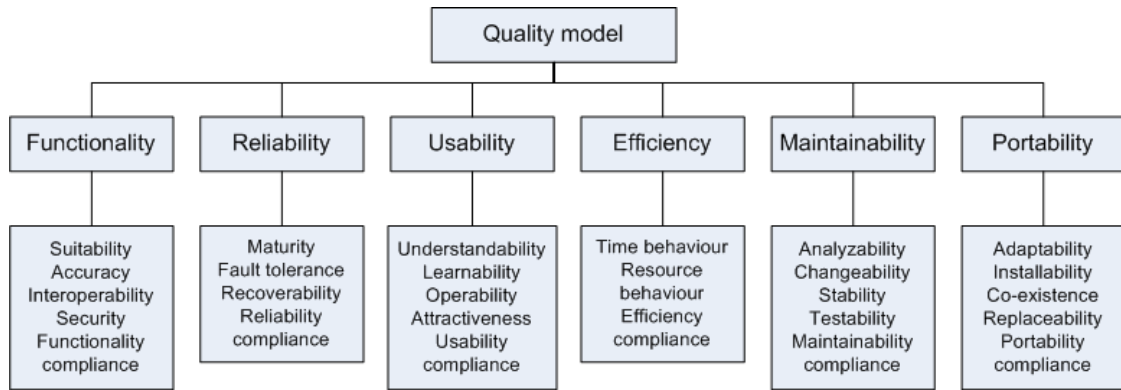 Quality model
Functionality
Reliability
Usability
Efficiency
Maintainability
Portability
Suitability
Accuracy
Interoperability
Security
Functionality
compliance
Maturity
Fault tolerance
Recoverability
Reliability
compliance
Understandability
Learnability
Operability
Attractiveness
Usability
compliance
Time behaviour
Resource
behaviour
Efficiency
compliance
Analyzability
Changeability
Stability
Testability
Maintainability
compliance
Adaptability
Installability
Co-existence
Replaceability
Portability
compliance